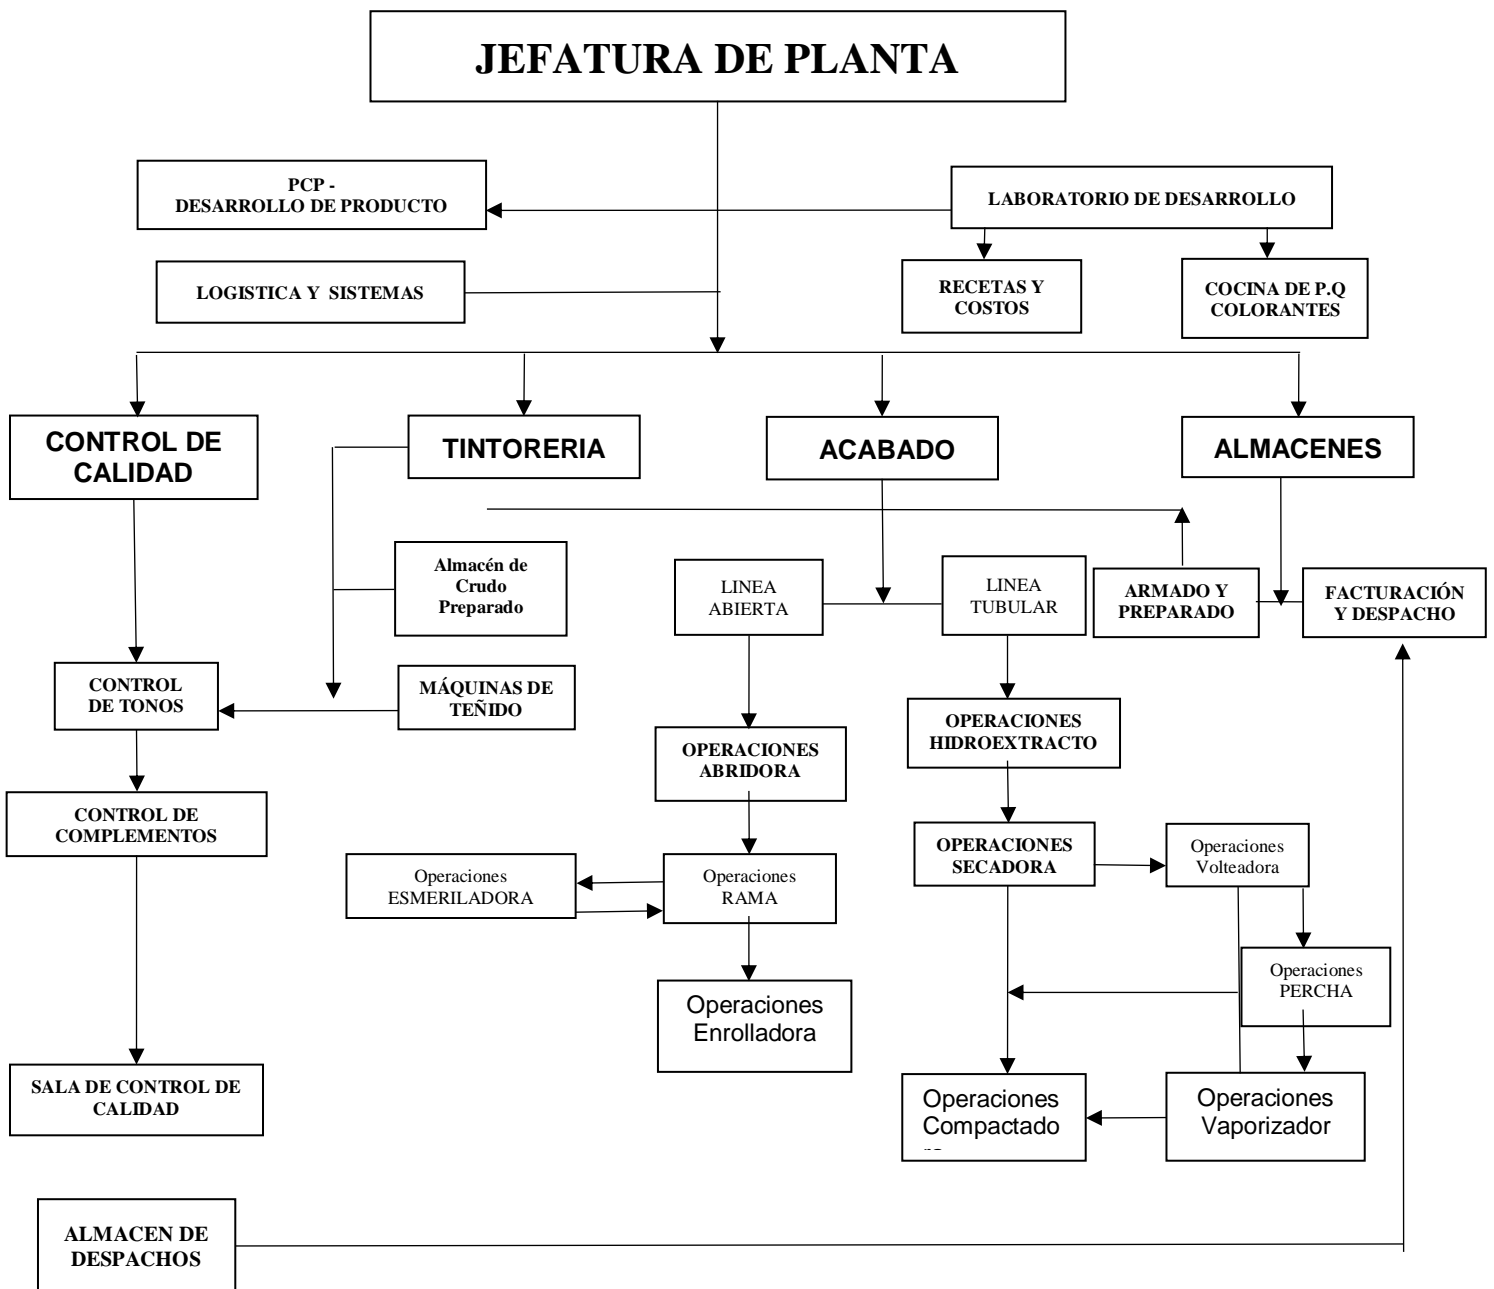 JEFATURA DE PLANTA
PCP -
DESARROLLO DE PRODUCTO
LABORATORIO DE DESARROLLO
LOGISTICA Y SISTEMAS
RECETAS Y
COSTOS
COCINA DE P.Q
COLORANTES
CONTROL DE
CALIDAD
TINTORERIA
ACABADO
ALMACENES
Almacén de
Crudo
Preparado
LINEA
ABIERTA
LINEA
TUBULAR
ARMADO Y
PREPARADO
FACTURACIÓN
Y DESPACHO
CONTROL
DE TONOS
MÁQUINAS DE
TEÑIDO
OPERACIONES
ABRIDORA
OPERACIONES
HIDROEXTRACTO
CONTROL DE
COMPLEMENTOS
OPERACIONES
SECADORA
Operaciones
Volteadora
Operaciones
ESMERILADORA
Operaciones
RAMA
Operaciones
PERCHA
Operaciones
Enrolladora
SALA DE CONTROL DE
CALIDAD
Operaciones
Compactado
Operaciones
Vaporizador
ALMACEN DE
DESPACHOS